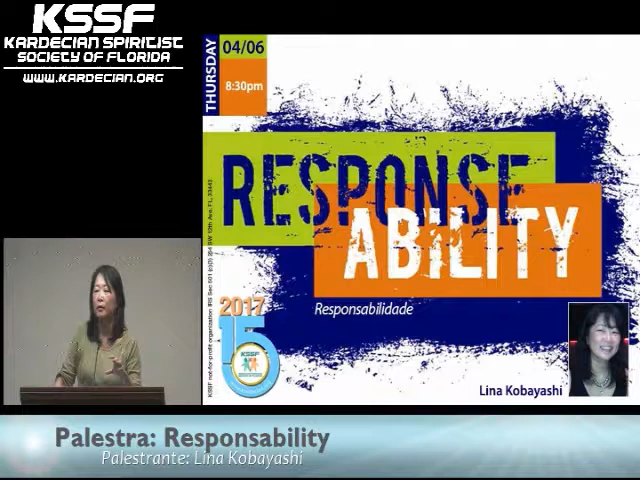 KSSF
KARDECIAN SPIRITIST
SOCIETY OF FLORIDA
WWW.KARDECIAN.ORG
THURSDAY
04/06
8:30pm
RESPONSE
ABILITY
Responsabilidade
2017
15
KSSF
Lina Kobayashi
Palestra: Responsability
Palestrante: Lina Kobayashi